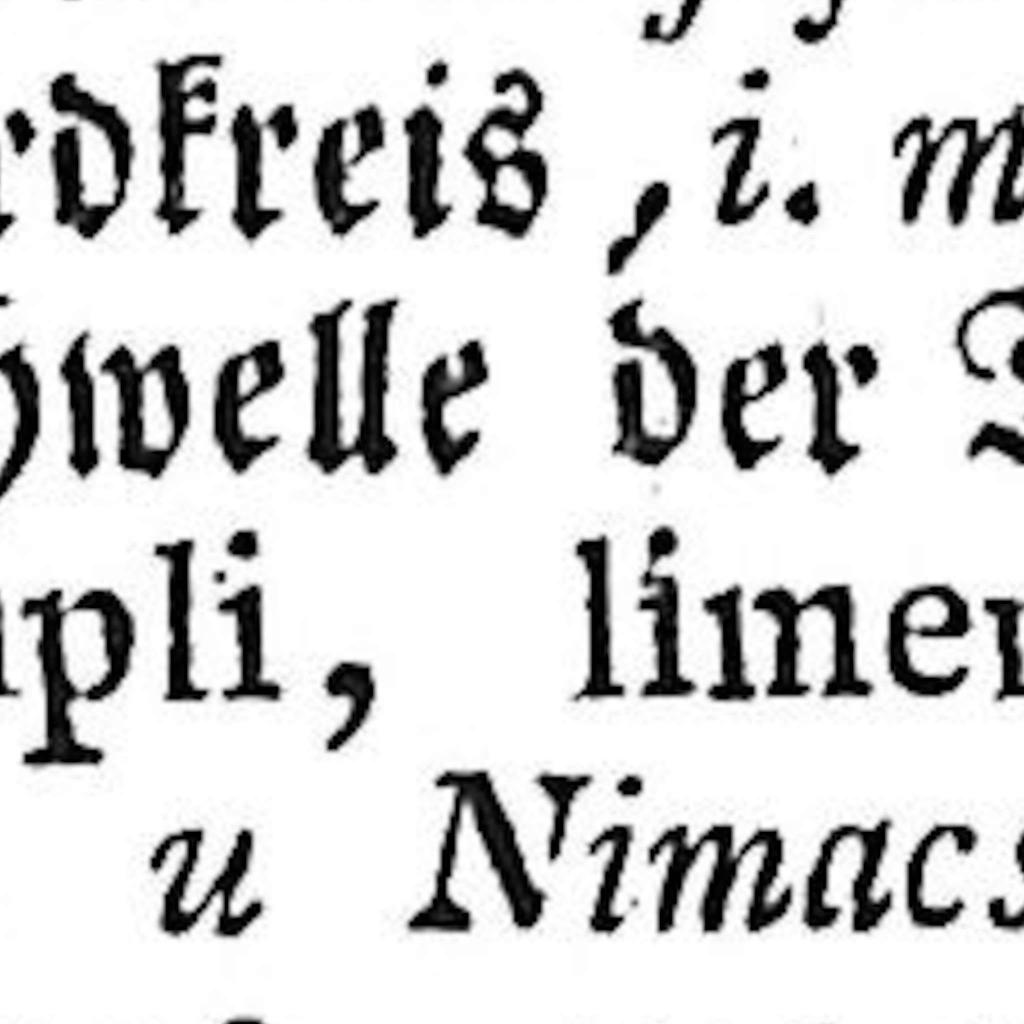 rdkreis, i. m
hwelle der
pli, limen
u Nimacs